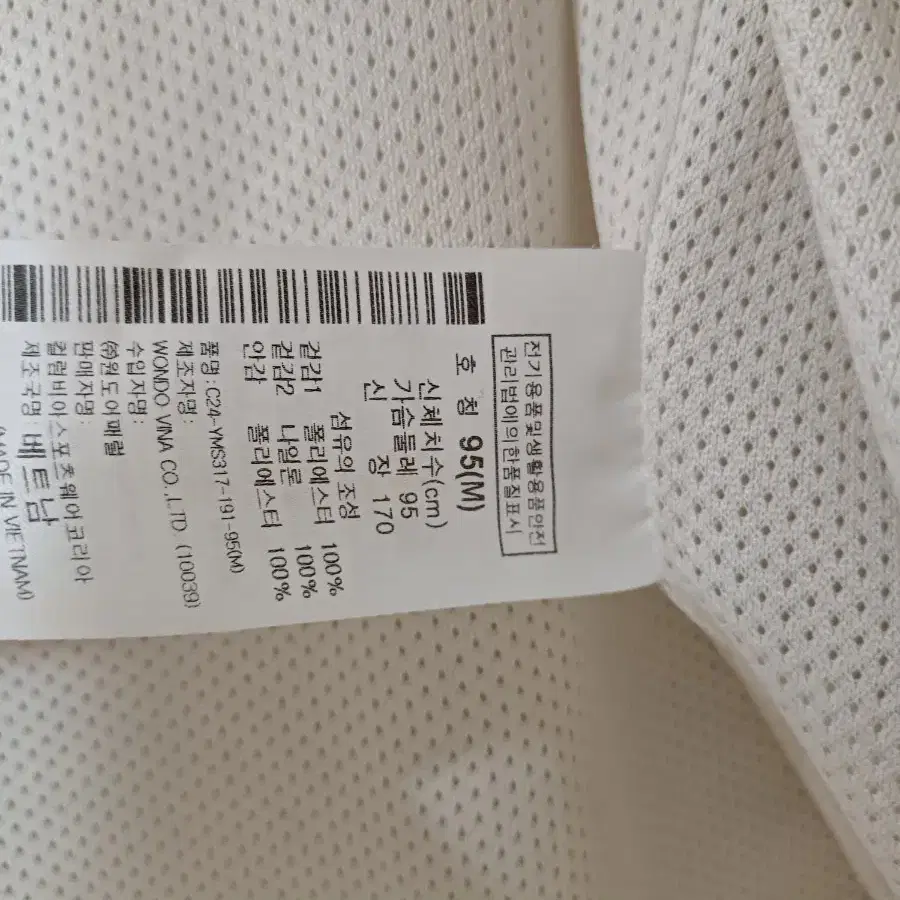 전기용품및생활용품안전
관리법에의한품질표시
호 칭 95(M)
신체치수(cm)
가슴둘레 95
신 장 170
섬유의 조성
겉감1 폴리에스터 100%
겉감2 나일론 100%
안감 폴리에스터 100%
품명:C24-YMS317-191-95(M)
제조자명:
WONDO VINA CO.,LTD. (10039)
수입자명:
㈜원도어패럴
판매자명:
컬럼비아스포츠웨어코리아
제조국명: 베트남
(MADE IN VIETNAM)